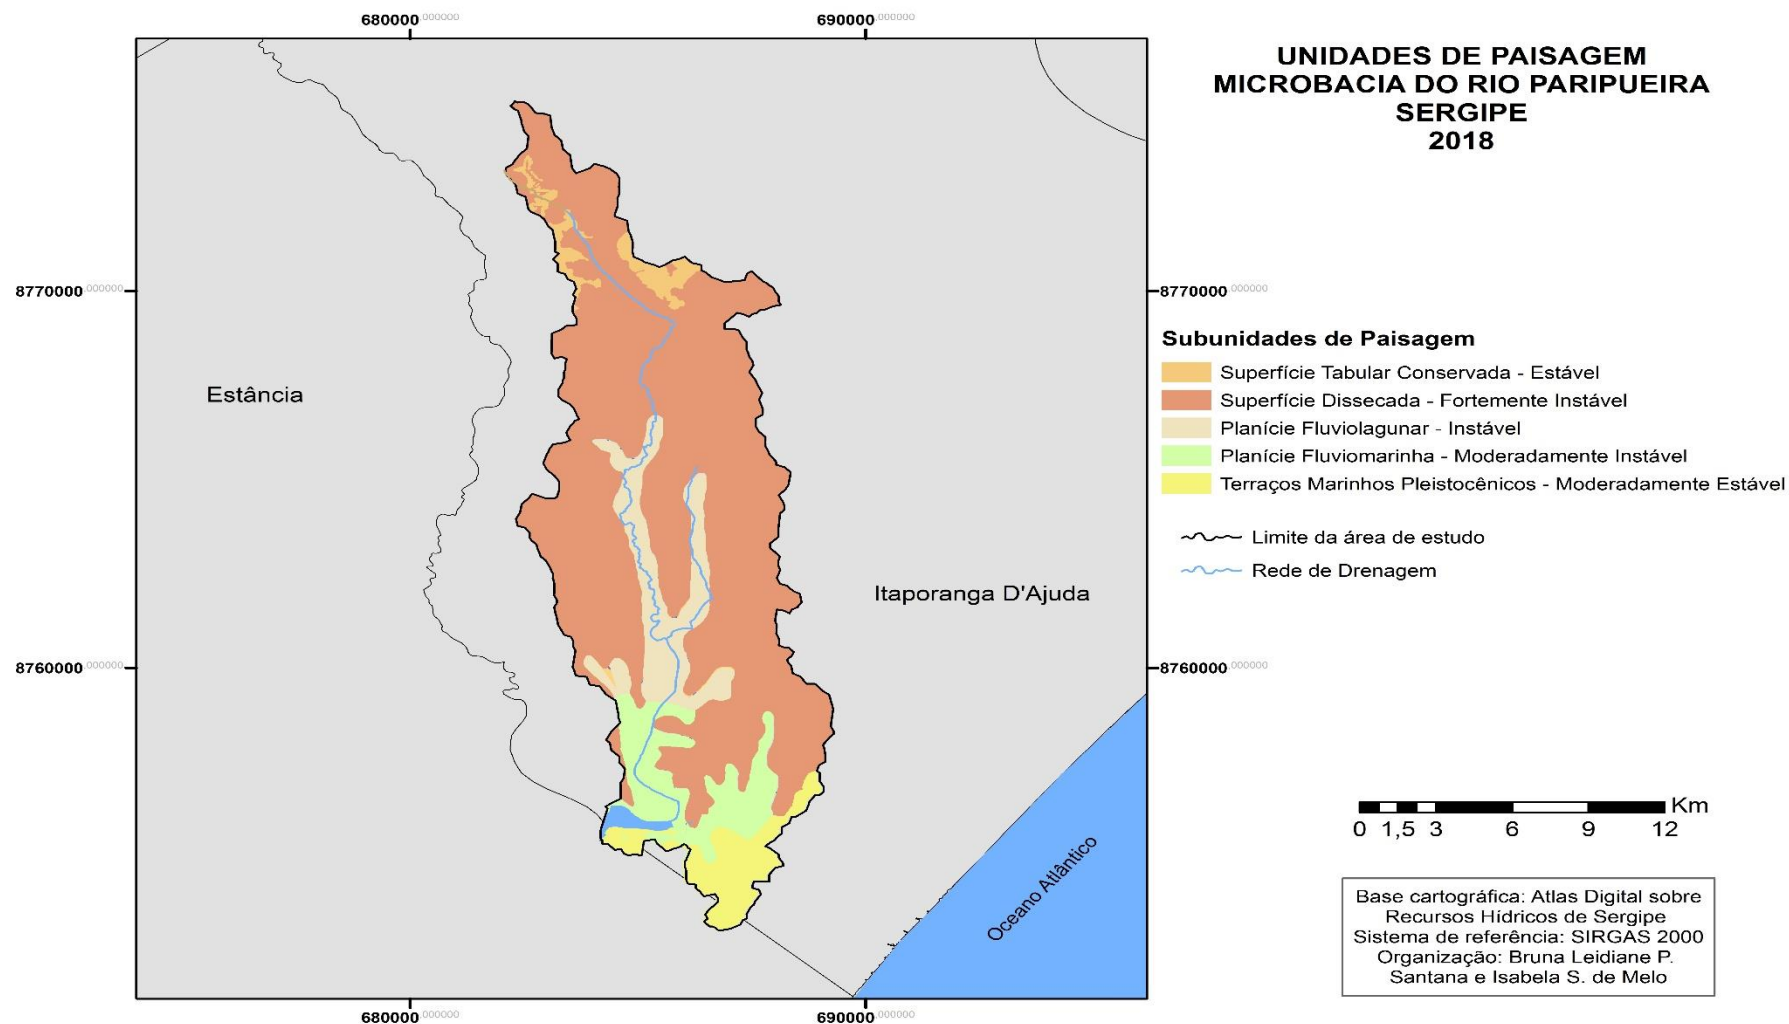 680000,000000
690000,000000
UNIDADES DE PAISAGEM
MICROBACIA DO RIO PARIPUEIRA
SERGIPE
2018
8770000,000000
8770000,000000
Subunidades de Paisagem
Superfície Tabular Conservada - Estável
Superfície Dissecada - Fortemente Instável
Planície Fluviolagunar - Instável
Planície Fluviomarinha - Moderadamente Instável
Terraços Marinhos Pleistocênicos - Moderadamente Estável
Estância
Limite da área de estudo
Rede de Drenagem
Itaporanga D'Ajuda
8760000,000000
8760000,000000
Km
0 1,5 3 6 9 12
Oceano Atlântico
Base cartográfica: Atlas Digital sobre
Recursos Hídricos de Sergipe
Sistema de referência: SIRGAS 2000
Organização: Bruna Leidiane P.
Santana e Isabela S. de Melo
680000,000000
690000,000000